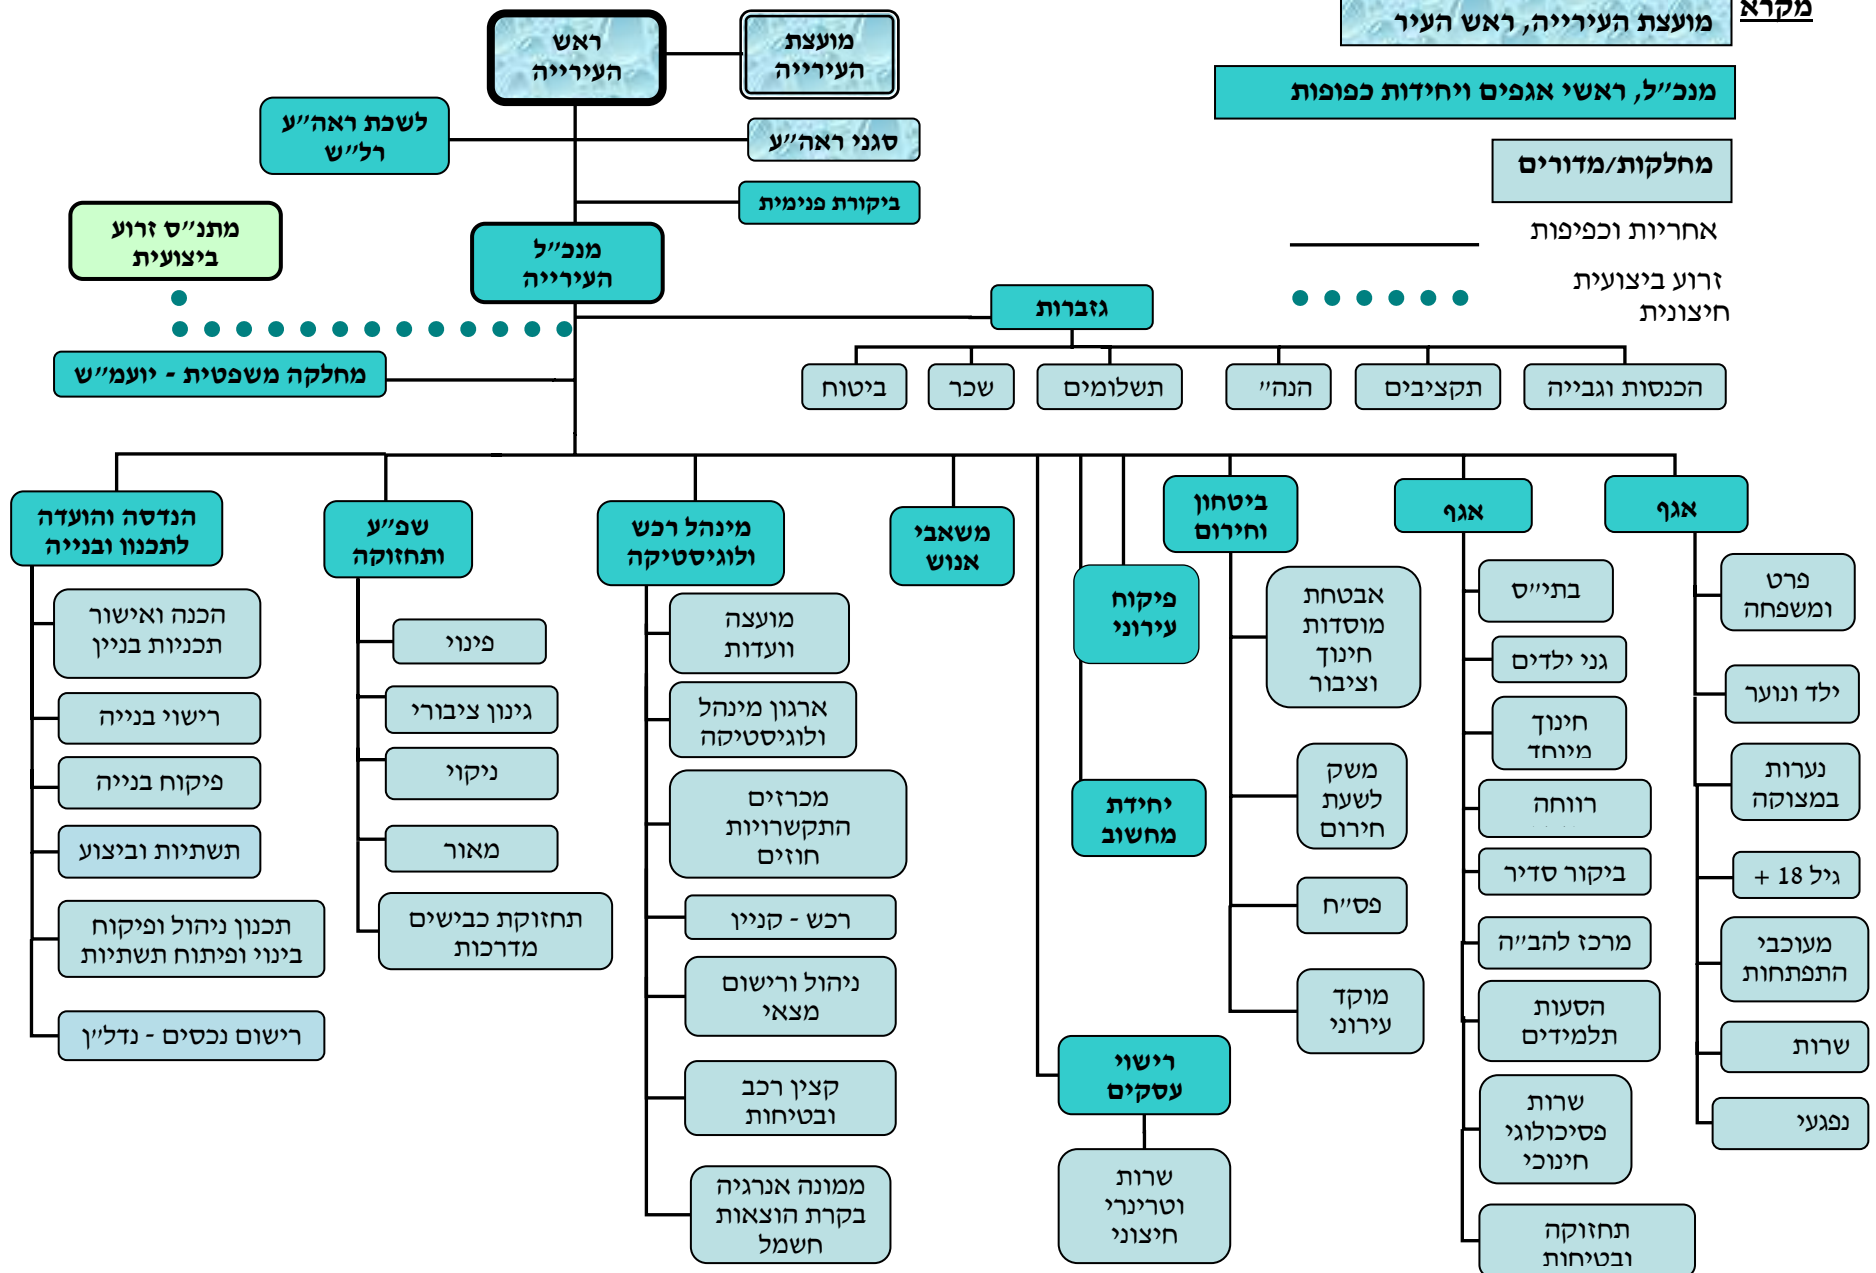 מקרא
מועצת העירייה, ראש העיר
מנכ"ל, ראשי אגפים ויחידות כפופות
מחלקות/מדורים
אחריות וכפיפות
זרוע ביצועית
חיצונית
מועצת
העירייה
ראש
העירייה
סגני ראה"ע
לשכת ראה"ע
רל"ש
ביקורת פנימית
מנכ"ל
העירייה
מתנ"ס זרוע
ביצועית
גזברות
הכנסות וגבייה
תקציבים
הנה"
תשלומים
שכר
ביטוח
מחלקה משפטית - יועמ"ש
אגף
פרט
ומשפחה
ילד ונוער
נערות
במצוקה
גיל 18 +
מעוכבי
התפתחות
שרות
נפגעי
אגף
בתי"ס
גני ילדים
חינוך
מיוחד
רווחה
ביקור סדיר
מרכז להב"ה
הסעות
תלמידים
שרות
פסיכולוגי
חינוכי
תחזוקה
ובטיחות
ביטחון
וחירום
אבטחת
מוסדות
חינוך
וציבור
משק
לשעת
חירום
פס"ח
מוקד
עירוני
פיקוח
עירוני
יחידת
מחשוב
רישוי
עסקים
שרות
וטרינרי
חיצוני
משאבי
אנוש
מינהל רכש
ולוגיסטיקה
מועצה
וועדות
ארגון מינהל
ולוגיסטיקה
מכרזים
התקשרויות
חוזים
רכש - קניין
ניהול ורישום
מצאי
קצין רכב
ובטיחות
ממונה אנרגיה
בקרת הוצאות
חשמל
שפ"ע
ותחזוקה
פינוי
גינון ציבורי
ניקוי
מאור
תחזוקת כבישים
מדרכות
הנדסה והועדה
לתכנון ובנייה
הכנה ואישור
תכניות בניין
רישוי בנייה
פיקוח בנייה
תשתיות וביצוע
תכנון ניהול ופיקוח
בינוי ופיתוח תשתיות
רישום נכסים - נדל"ן